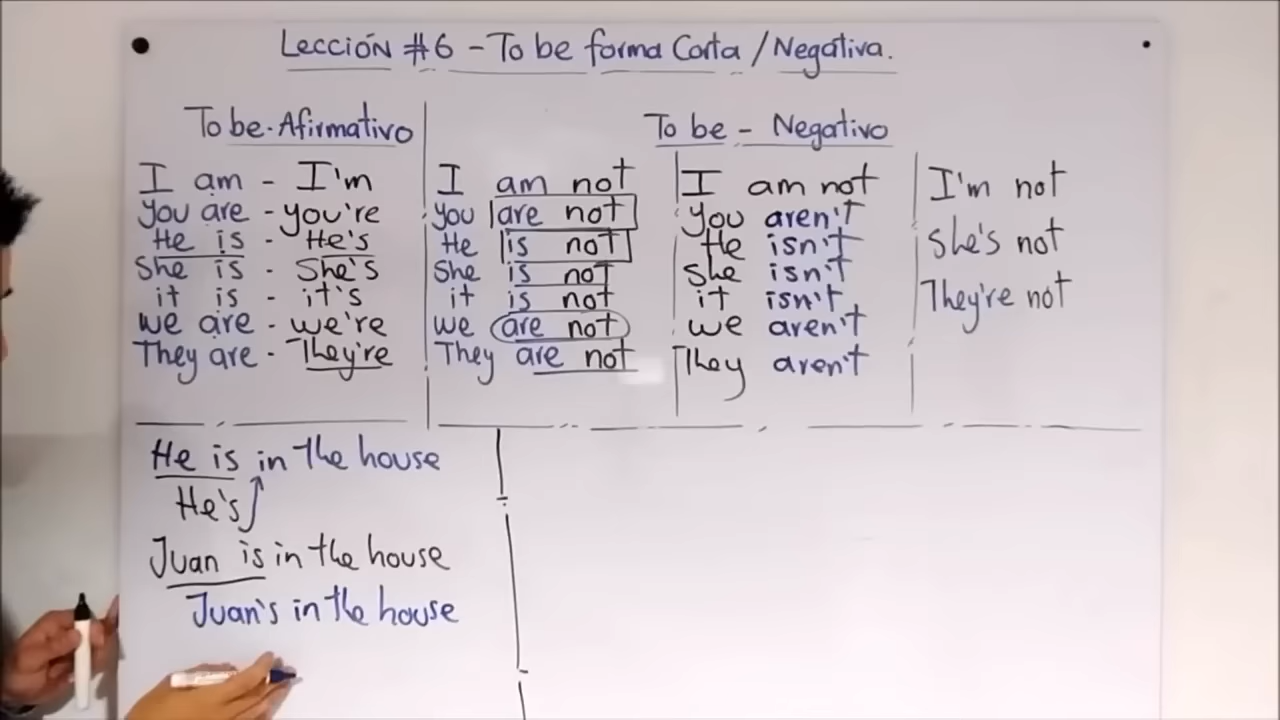 Lección #6 - To be forma Corta / Negativa.
To be - Afirmativo
I am - I'm
you are - you're
He is - He's
She is - She's
it is - it's
we are - we're
They are - They're
To be - Negativo
I am not
you are not
He is not
She is not
it is not
we are not
They are not
I am not
you aren't
He isn't
she isn't
it isn't
we aren't
They aren't
I'm not
She's not
They're not
He is in the house
He's
Juan is in the house
Juan's in the house